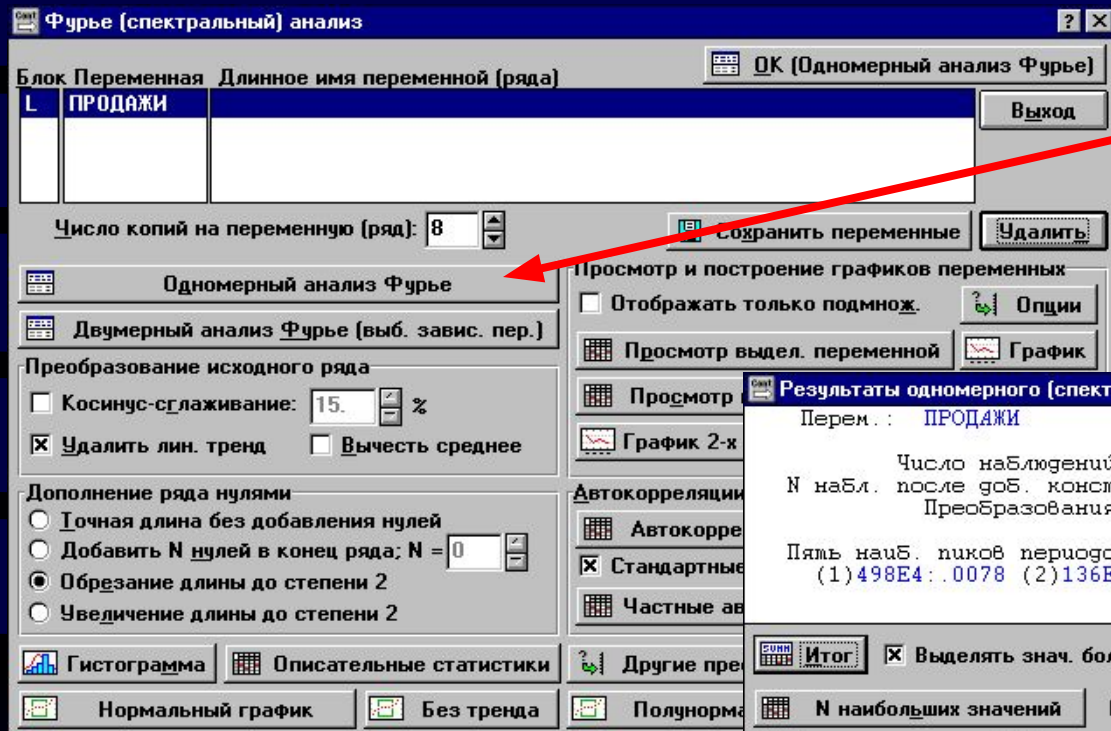 Фурье (спектральный) анализ
OK (Одномерный анализ Фурье)
Блок Переменная Длинное имя переменной (ряда)
L ПРОДАЖИ
Выход
Число копий на переменную (ряд): 8
Сохранить переменные
Удалить
Одномерный анализ Фурье
Двумерный анализ Фурье (выб. завис. пер.)
Преобразование исходного ряда
Косинус-сглаживание: 15. %
Удалить лин. тренд
Вычесть среднее
Дополнение ряда нулями
Точная длина без добавления нулей
Добавить N нулей в конец ряда; N = 0
Обрезание длины до степени 2
Увеличение длины до степени 2
Гистограмма
Описательные статистики
Нормальный график
Без тренда
Просмотр и построение графиков переменных
Отображать только подмнож.
Опции
Просмотр выдел. переменной
График
Просмотр
График 2-х
Автокорреляции
Автокорре
Стандартные
Частные ав
Другие пре
Полунорма
Результаты одномерного (спект
Перем.: ПРОДАЖИ
Число наблюдений
N набл. после доб. конст
Преобразования
Пять наиб. пиков периодо
(1)498E4:.0078 (2)136E
Итог
Выделять знач. бол
N наибольших значений